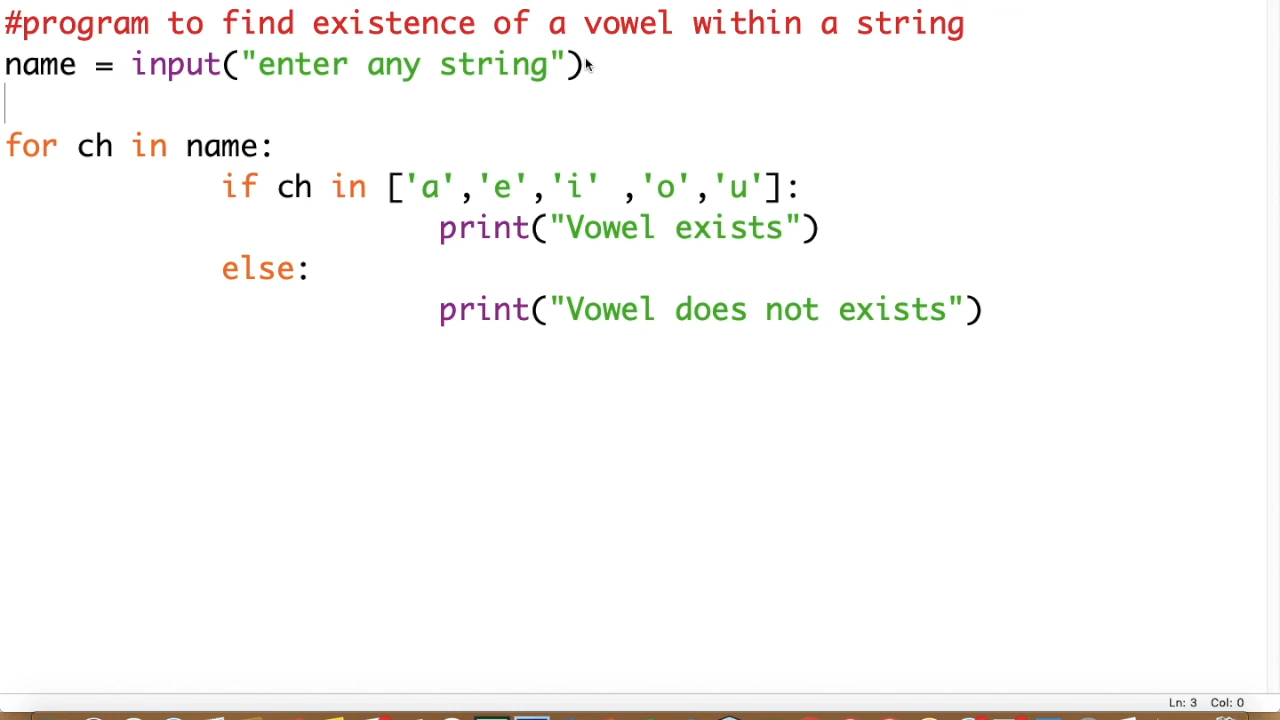 #program to find existence of a vowel within a string
name = input("enter any string")
for ch in name:
if ch in ['a','e','i' ,'o','u']:
print("Vowel exists")
else:
print("Vowel does not exists")
Ln: 3 Col: 0